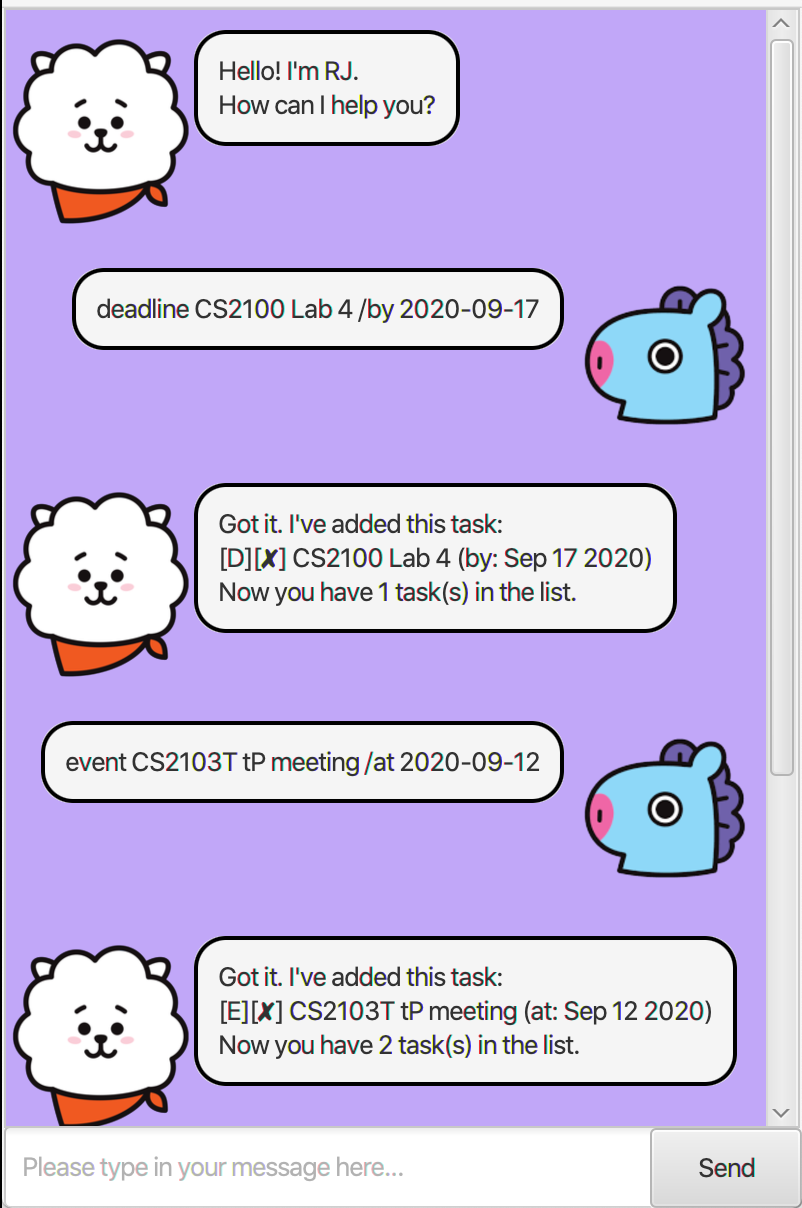 Hello! I'm RJ.
How can I help you?
deadline CS2100 Lab 4 /by 2020-09-17
Got it. I've added this task:
[D][✘] CS2100 Lab 4 (by: Sep 17 2020)
Now you have 1 task(s) in the list.
event CS2103T tP meeting /at 2020-09-12
Got it. I've added this task:
[E][✘] CS2103T tP meeting (at: Sep 12 2020)
Now you have 2 task(s) in the list.
Please type in your message here...
Send